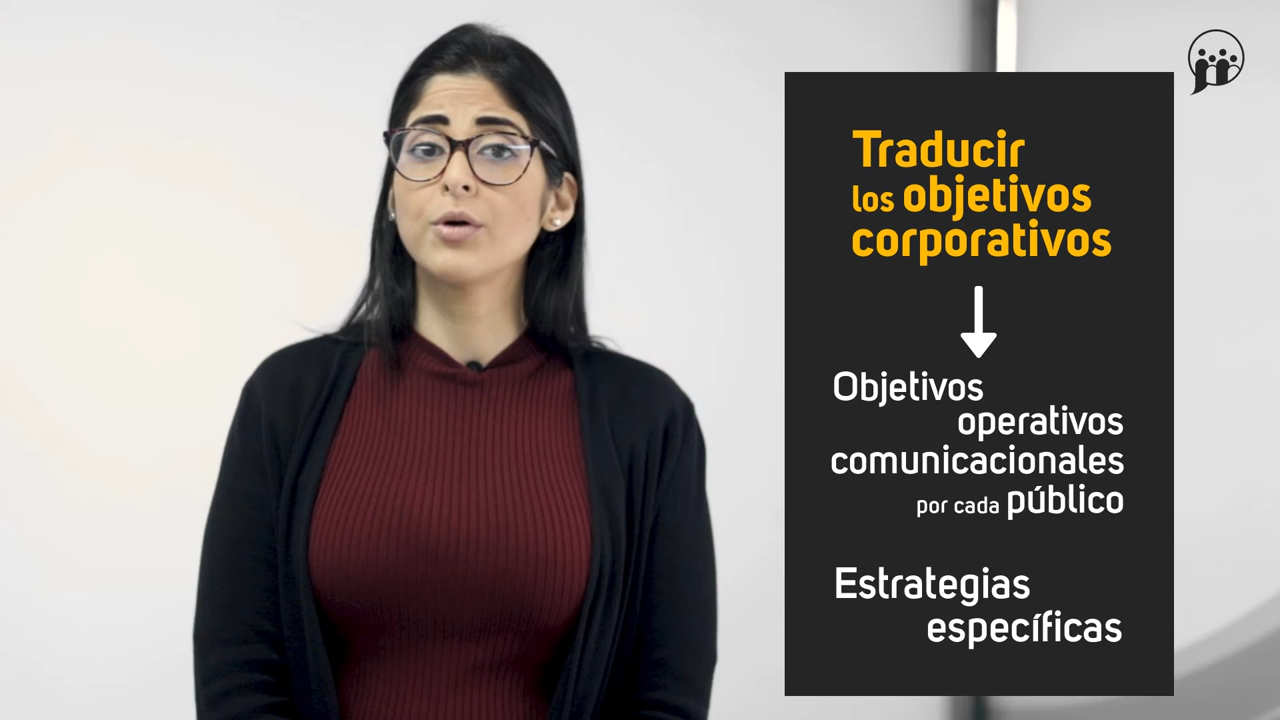 Traducir
los objetivos
corporativos
Objetivos
operativos
comunicacionales
por cada público
Estrategias
específicas